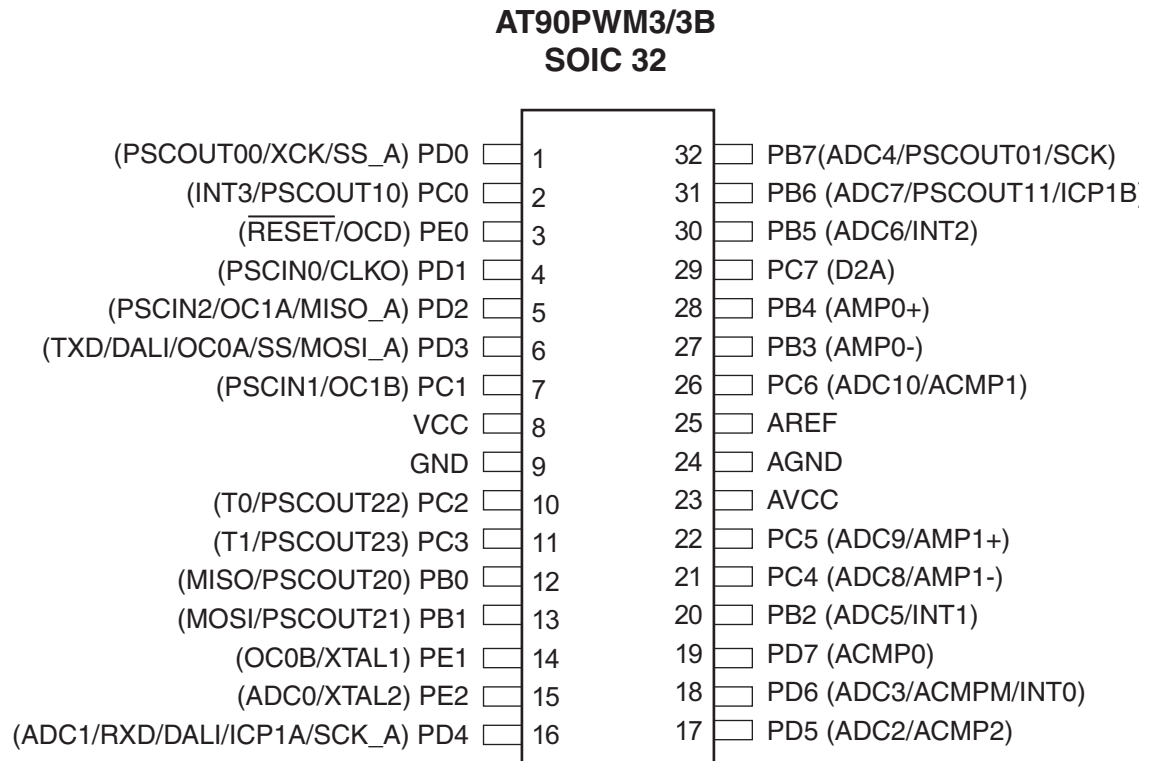 AT90PWM3/3B
SOIC 32
(PSCOUT00/XCK/SS_A) PD0 1 32 PB7(ADC4/PSCOUT01/SCK)
(INT3/PSCOUT10) PC0 2 31 PB6 (ADC7/PSCOUT11/ICP1B)
(RESET/OCD) PE0 3 30 PB5 (ADC6/INT2)
(PSCIN0/CLKO) PD1 4 29 PC7 (D2A)
(PSCIN2/OC1A/MISO_A) PD2 5 28 PB4 (AMP0+)
(TXD/DALI/OC0A/SS/MOSI_A) PD3 6 27 PB3 (AMP0-)
(PSCIN1/OC1B) PC1 7 26 PC6 (ADC10/ACMP1)
VCC 8 25 AREF
GND 9 24 AGND
(T0/PSCOUT22) PC2 10 23 AVCC
(T1/PSCOUT23) PC3 11 22 PC5 (ADC9/AMP1+)
(MISO/PSCOUT20) PB0 12 21 PC4 (ADC8/AMP1-)
(MOSI/PSCOUT21) PB1 13 20 PB2 (ADC5/INT1)
(OC0B/XTAL1) PE1 14 19 PD7 (ACMP0)
(ADC0/XTAL2) PE2 15 18 PD6 (ADC3/ACMPM/INT0)
(ADC1/RXD/DALI/ICP1A/SCK_A) PD4 16 17 PD5 (ADC2/ACMP2)